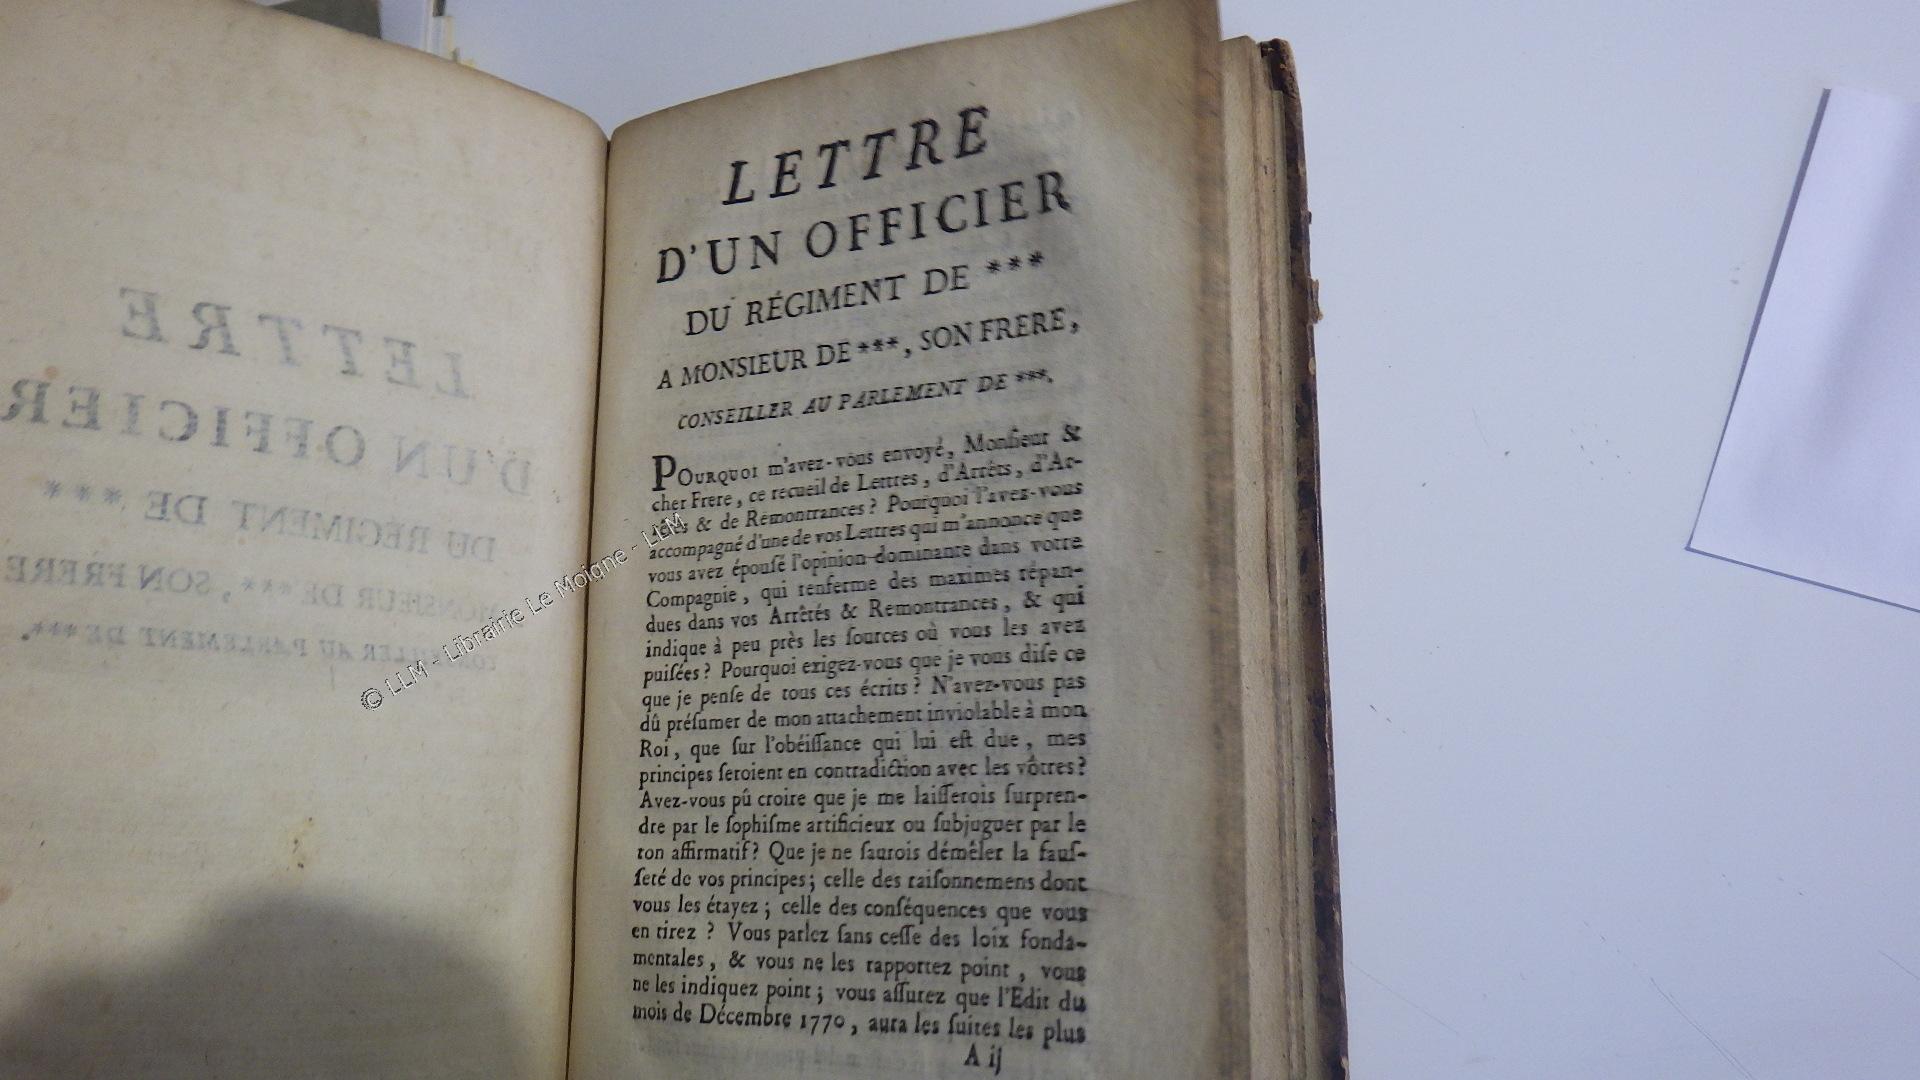 LETTRE
D'UN OFFICIER
DU RÉGIMENT DE ***
A MONSIEUR DE ***, SON FRERE,
CONSEILLER AU PARLEMENT DE ***.
POURQUOI m'avez-vous envoyé, Monſieur &
cher Frere, ce recueil de Lettres, d'Arrêts, d'Ar-
rêtés & de Remontrances? Pourquoi l'avez-vous
accompagné d'une de vos Lettres qui m'annonce que
vous avez épouſé l'opinion dominante dans votre
Compagnie, qui renferme des maximes répan-
dues dans vos Arrêtés & Remontrances, & qui
indique à peu près les ſources où vous les avez
puiſées? Pourquoi exigez-vous que je vous diſe ce
que je penſe de tous ces écrits? N'avez-vous pas
dû préſumer de mon attachement inviolable à mon
Roi, que ſur l'obéiſſance qui lui eſt due, mes
principes ſeroient en contradiction avec les vôtres?
Avez-vous pû croire que je me laiſſerois ſurpren-
dre par le ſophiſme artificieux ou ſubjuguer par le
ton affirmatif? Que je ne ſaurois démêler la fauſ-
ſeté de vos principes; celle des raiſonnemens dont
vous les étayez; celle des conſéquences que vous
en tirez? Vous parlez ſans ceſſe des loix fonda-
mentales, & vous ne les rapportez point, vous
ne les indiquez point; vous aſſurez que l'Edit du
mois de Décembre 1770, aura les ſuites les plus
A ij
© LLM - Librairie Le Moigne - LLM